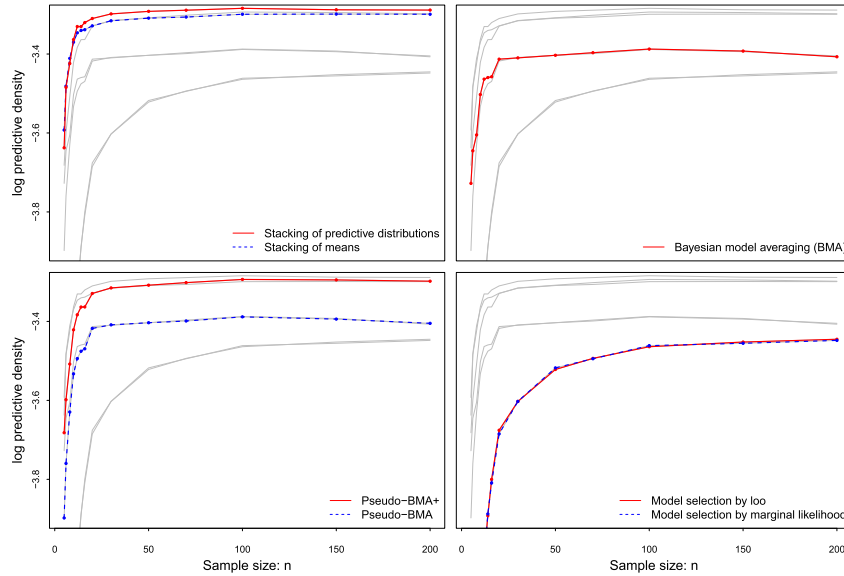 log predictive density
-3.4
-3.6
-3.8
Stacking of predictive distributions
Stacking of means
Bayesian model averaging (BMA)
log predictive density
-3.4
-3.6
-3.8
Pseudo-BMA+
Pseudo-BMA
Model selection by loo
Model selection by marginal likelihood
0 50 100 150 200
0 50 100 150 200
Sample size: n
Sample size: n